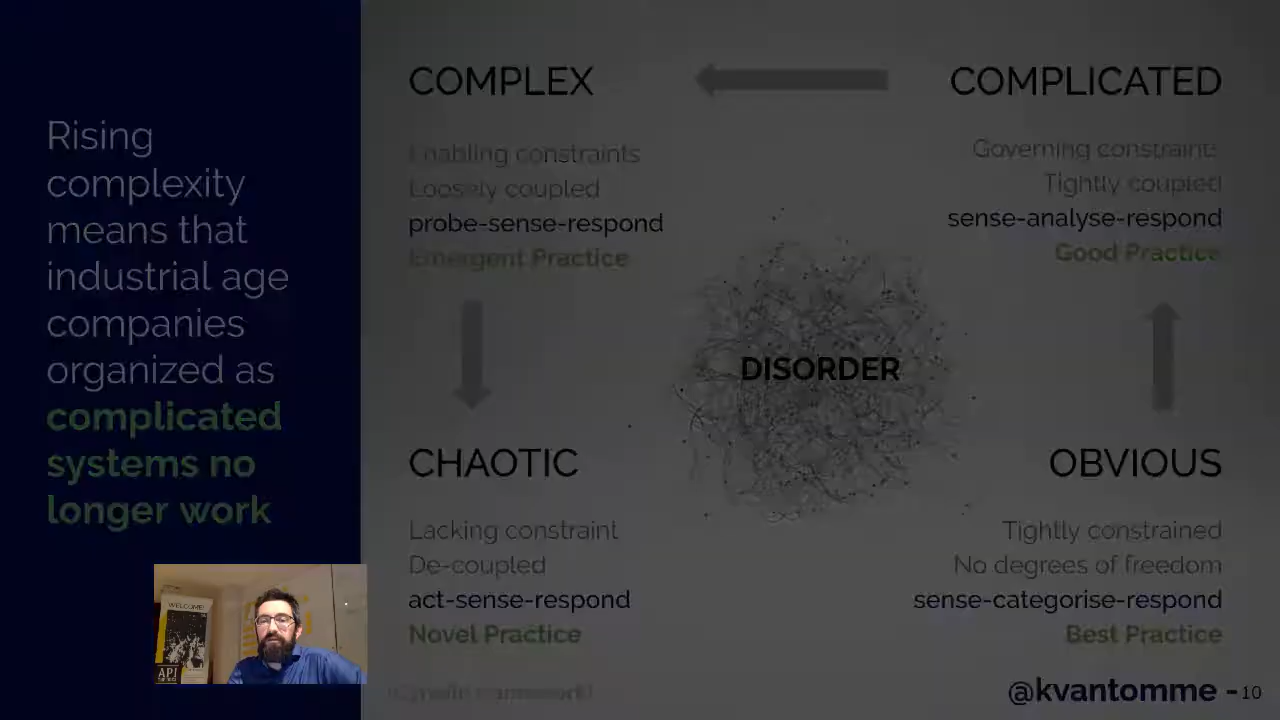 Rising
complexity
means that
industrial age
companies
organized as
complicated
systems no
longer work
COMPLEX
Enabling constraints
Loosely coupled
probe-sense-respond
Emergent Practice
COMPLICATED
Governing constraints
Tightly coupled
sense-analyse-respond
Good Practice
DISORDER
CHAOTIC
Lacking constraint
De-coupled
act-sense-respond
Novel Practice
OBVIOUS
Tightly constrained
No degrees of freedom
sense-categorise-respond
Best Practice
WELCOME!
API
@kvantomme - 10